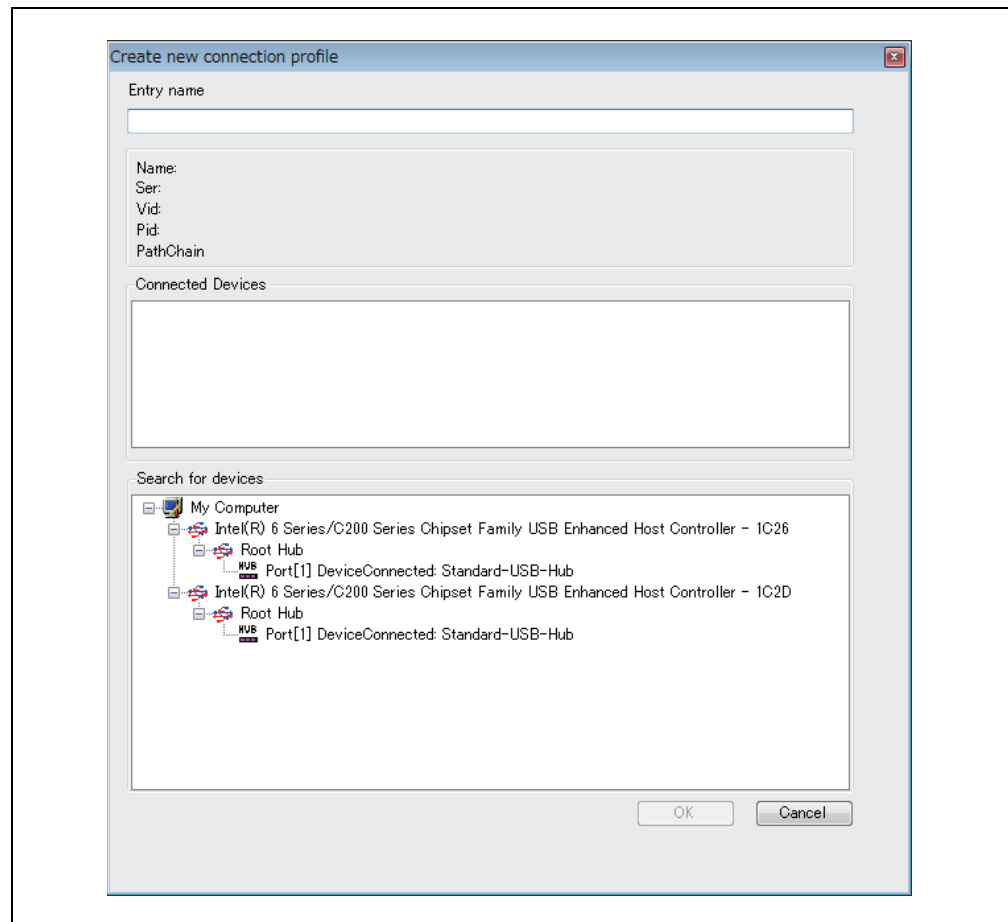 Create new connection profile
Entry name
Name:
Ser:
Vid:
Pid:
PathChain
Connected Devices
Search for devices
My Computer
Intel(R) 6 Series/C200 Series Chipset Family USB Enhanced Host Controller - 1C26
Root Hub
HUB Port[1] DeviceConnected: Standard-USB-Hub
Intel(R) 6 Series/C200 Series Chipset Family USB Enhanced Host Controller - 1C2D
Root Hub
HUB Port[1] DeviceConnected: Standard-USB-Hub
OK Cancel